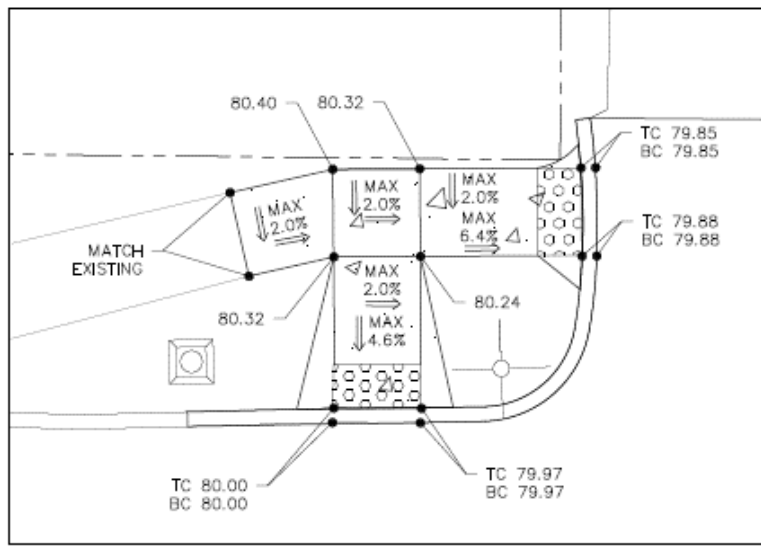 80.40
80.32
TC 79.85
BC 79.85
MAX
2.0%
MAX
2.0%
MAX
2.0%
MAX
6.4%
TC 79.88
BC 79.88
MATCH
EXISTING
MAX
2.0%
80.32
80.24
MAX
4.6%
TC 80.00
BC 80.00
TC 79.97
BC 79.97